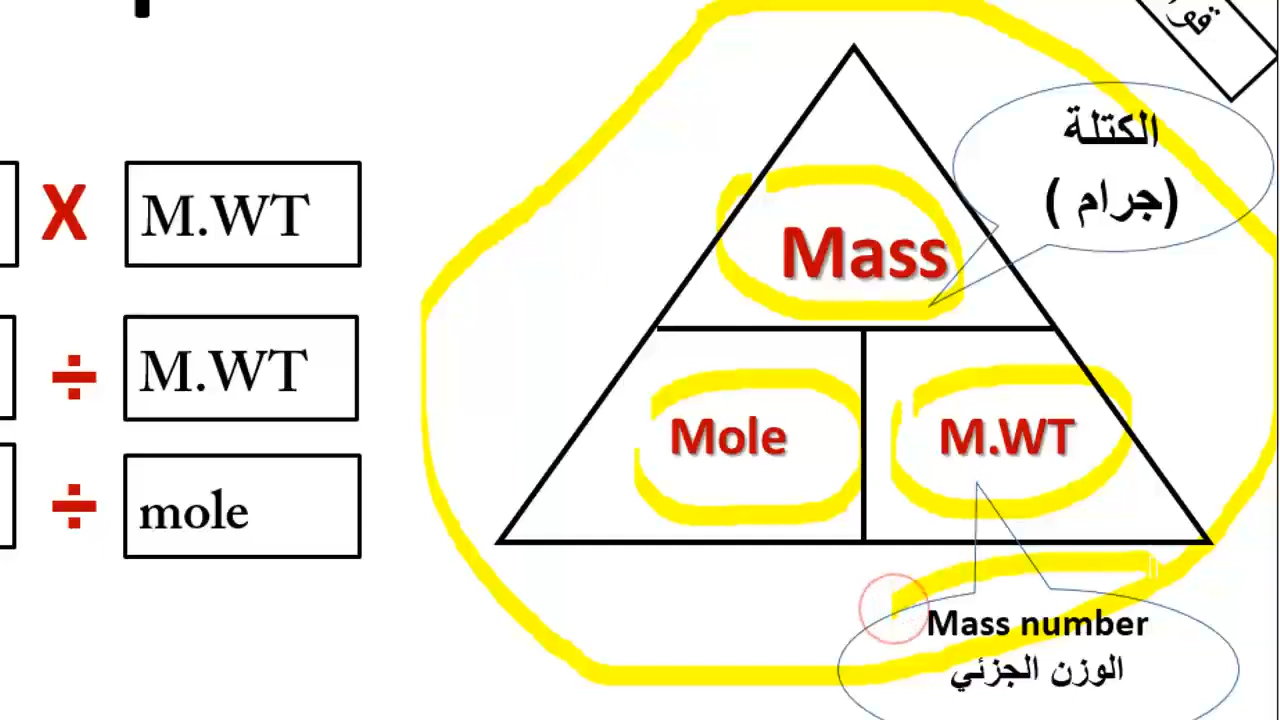 الكتلة
(جرام )
X M.WT
Mass
÷ M.WT
Mole
M.WT
÷ mole
Mass number
الوزن الجزئي